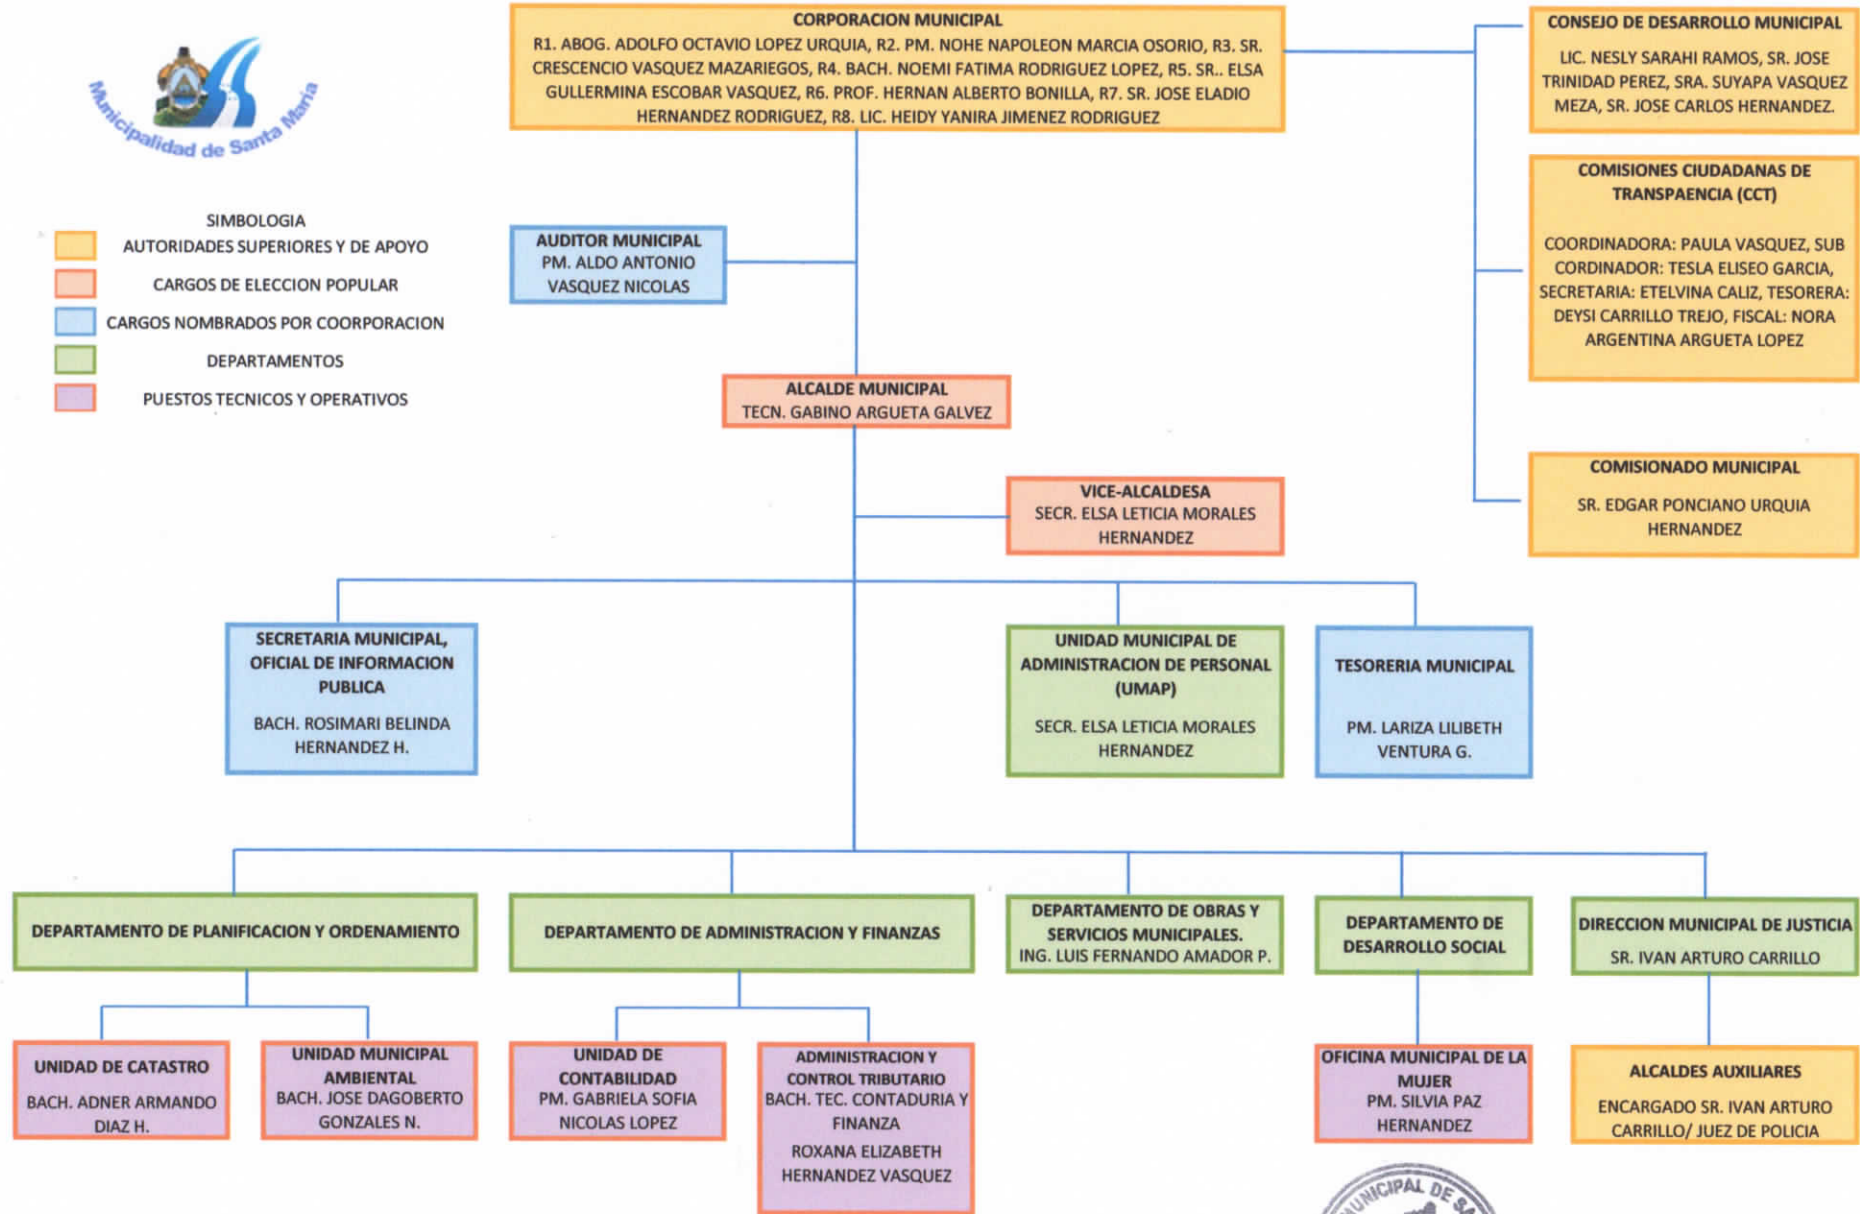 CORPORACION MUNICIPAL
R1. ABOG. ADOLFO OCTAVIO LOPEZ URQUIA, R2. PM. NOHE NAPOLEON MARCIA OSORIO, R3. SR.
CRESCENCIO VASQUEZ MAZARIEGOS, R4. BACH. NOEMI FATIMA RODRIGUEZ LOPEZ, R5. SR.. ELSA
GULLERMINA ESCOBAR VASQUEZ, R6. PROF. HERNAN ALBERTO BONILLA, R7. SR. JOSE ELADIO
HERNANDEZ RODRIGUEZ, R8. LIC. HEIDY YANIRA JIMENEZ RODRIGUEZ
CONSEJO DE DESARROLLO MUNICIPAL
LIC. NESLY SARAHI RAMOS, SR. JOSE
TRINIDAD PEREZ, SRA. SUYAPA VASQUEZ
MEZA, SR. JOSE CARLOS HERNANDEZ.
Municipalidad de Santa María
COMISIONES CIUDADANAS DE
TRANSPAENCIA (CCT)
COORDINADORA: PAULA VASQUEZ, SUB
CORDINADOR: TESLA ELISEO GARCIA,
SECRETARIA: ETELVINA CALIZ, TESORERA:
DEYSI CARRILLO TREJO, FISCAL: NORA
ARGENTINA ARGUETA LOPEZ
SIMBOLOGIA
AUTORIDADES SUPERIORES Y DE APOYO
CARGOS DE ELECCION POPULAR
CARGOS NOMBRADOS POR COORPORACION
DEPARTAMENTOS
PUESTOS TECNICOS Y OPERATIVOS
AUDITOR MUNICIPAL
PM. ALDO ANTONIO
VASQUEZ NICOLAS
ALCALDE MUNICIPAL
TECN. GABINO ARGUETA GALVEZ
VICE-ALCALDESA
SECR. ELSA LETICIA MORALES
HERNANDEZ
COMISIONADO MUNICIPAL
SR. EDGAR PONCIANO URQUIA
HERNANDEZ
SECRETARIA MUNICIPAL,
OFICIAL DE INFORMACION
PUBLICA
BACH. ROSIMARI BELINDA
HERNANDEZ H.
UNIDAD MUNICIPAL DE
ADMINISTRACION DE PERSONAL
(UMAP)
SECR. ELSA LETICIA MORALES
HERNANDEZ
TESORERIA MUNICIPAL
PM. LARIZA LILIBETH
VENTURA G.
DEPARTAMENTO DE PLANIFICACION Y ORDENAMIENTO
DEPARTAMENTO DE ADMINISTRACION Y FINANZAS
DEPARTAMENTO DE OBRAS Y
SERVICIOS MUNICIPALES.
ING. LUIS FERNANDO AMADOR P.
DEPARTAMENTO DE
DESARROLLO SOCIAL
DIRECCION MUNICIPAL DE JUSTICIA
SR. IVAN ARTURO CARRILLO
UNIDAD DE CATASTRO
BACH. ADNER ARMANDO
DIAZ H.
UNIDAD MUNICIPAL
AMBIENTAL
BACH. JOSE DAGOBERTO
GONZALES N.
UNIDAD DE
CONTABILIDAD
PM. GABRIELA SOFIA
NICOLAS LOPEZ
ADMINISTRACION Y
CONTROL TRIBUTARIO
BACH. TEC. CONTADURIA Y
FINANZA
ROXANA ELIZABETH
HERNANDEZ VASQUEZ
OFICINA MUNICIPAL DE LA
MUJER
PM. SILVIA PAZ
HERNANDEZ
ALCALDES AUXILIARES
ENCARGADO SR. IVAN ARTURO
CARRILLO/ JUEZ DE POLICIA
MUNICIPAL DE SA